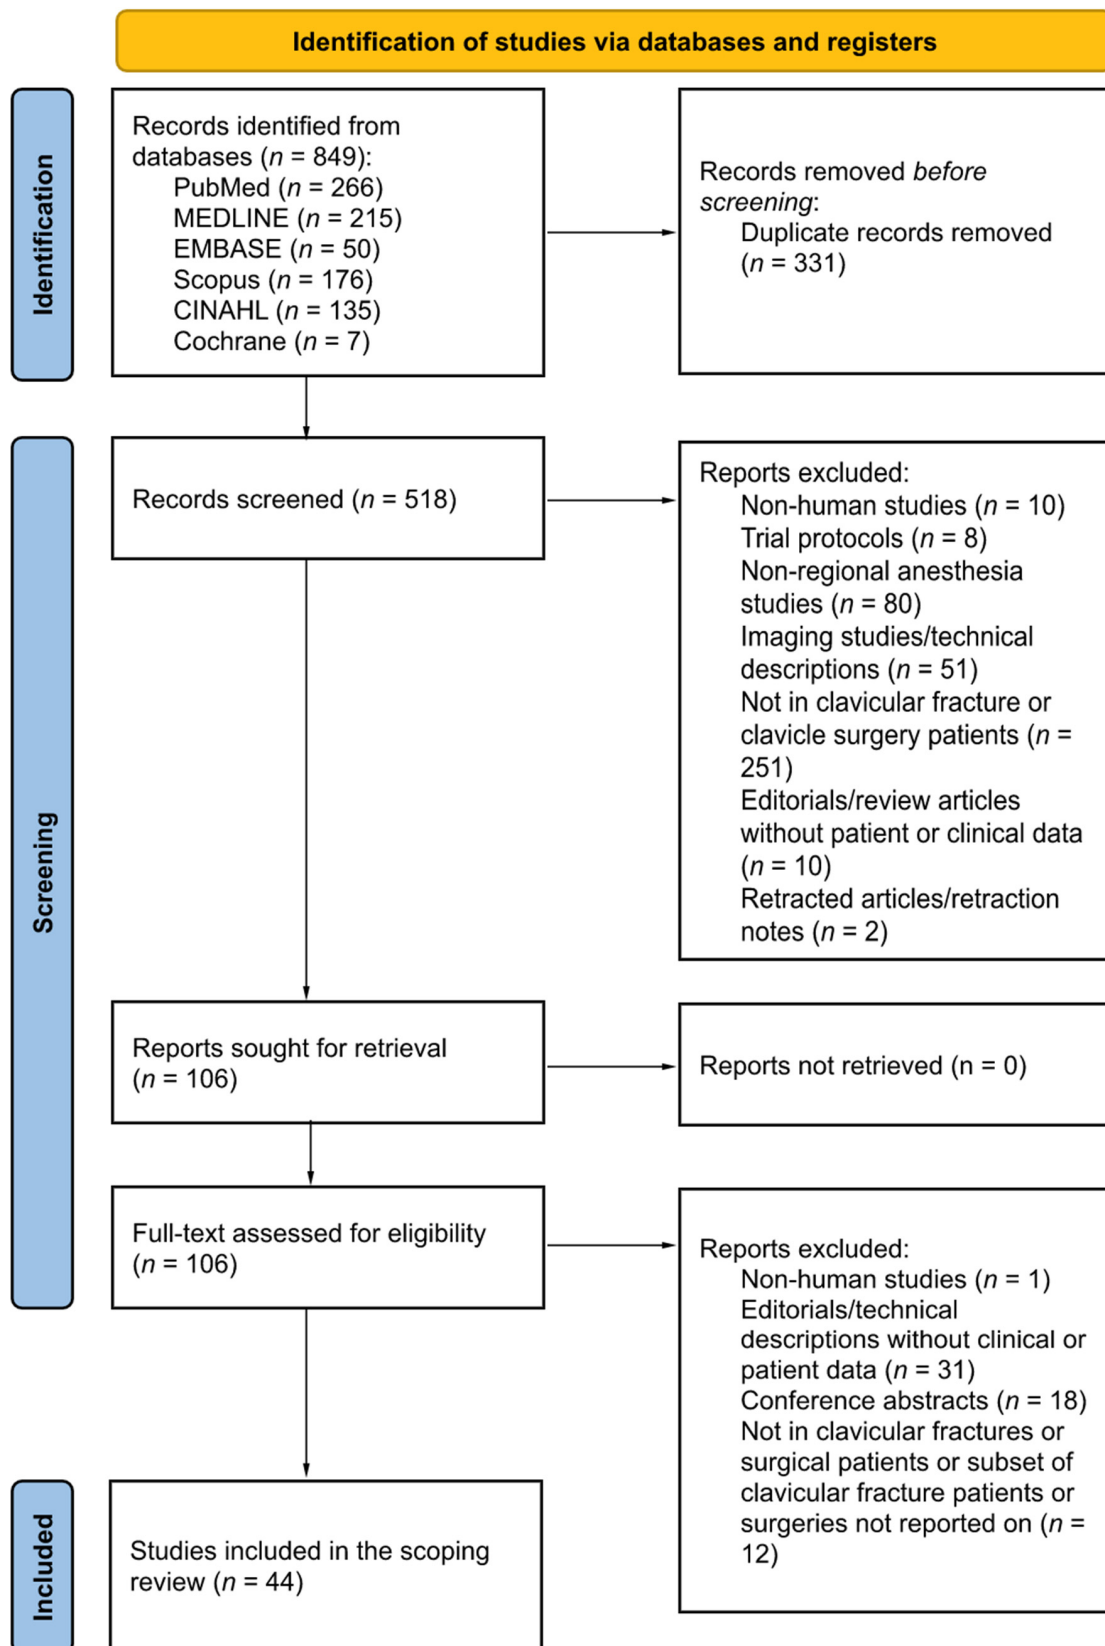 Identification of studies via databases and registers
Identification
Records identified from
databases (n = 849):
PubMed (n = 266)
MEDLINE (n = 215)
EMBASE (n = 50)
Scopus (n = 176)
CINAHL (n = 135)
Cochrane (n = 7)
Records removed before
screening:
Duplicate records removed
(n = 331)
Screening
Records screened (n = 518)
Reports excluded:
Non-human studies (n = 10)
Trial protocols (n = 8)
Non-regional anesthesia
studies (n = 80)
Imaging studies/technical
descriptions (n = 51)
Not in clavicular fracture or
clavicle surgery patients (n =
251)
Editorials/review articles
without patient or clinical data
(n = 10)
Retracted articles/retraction
notes (n = 2)
Reports sought for retrieval
(n = 106)
Reports not retrieved (n = 0)
Full-text assessed for eligibility
(n = 106)
Reports excluded:
Non-human studies (n = 1)
Editorials/technical
descriptions without clinical or
patient data (n = 31)
Conference abstracts (n = 18)
Not in clavicular fractures or
surgical patients or subset of
clavicular fracture patients or
surgeries not reported on (n =
12)
Included
Studies included in the scoping
review (n = 44)